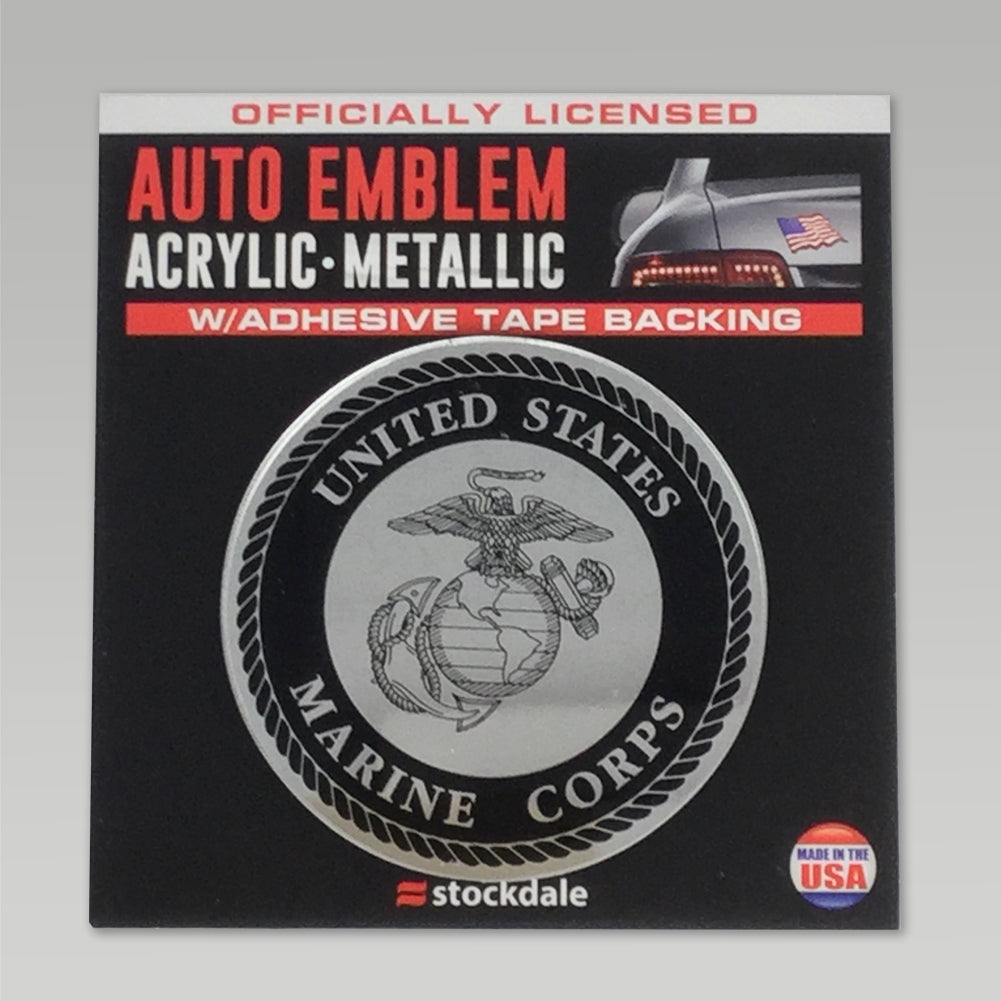 OFFICIALLY LICENSED
AUTO EMBLEM
ACRYLIC·METALLIC
W/ADHESIVE TAPE BACKING
UNITED STATES
MARINE CORPS
stockdale
MADE IN THE
USA